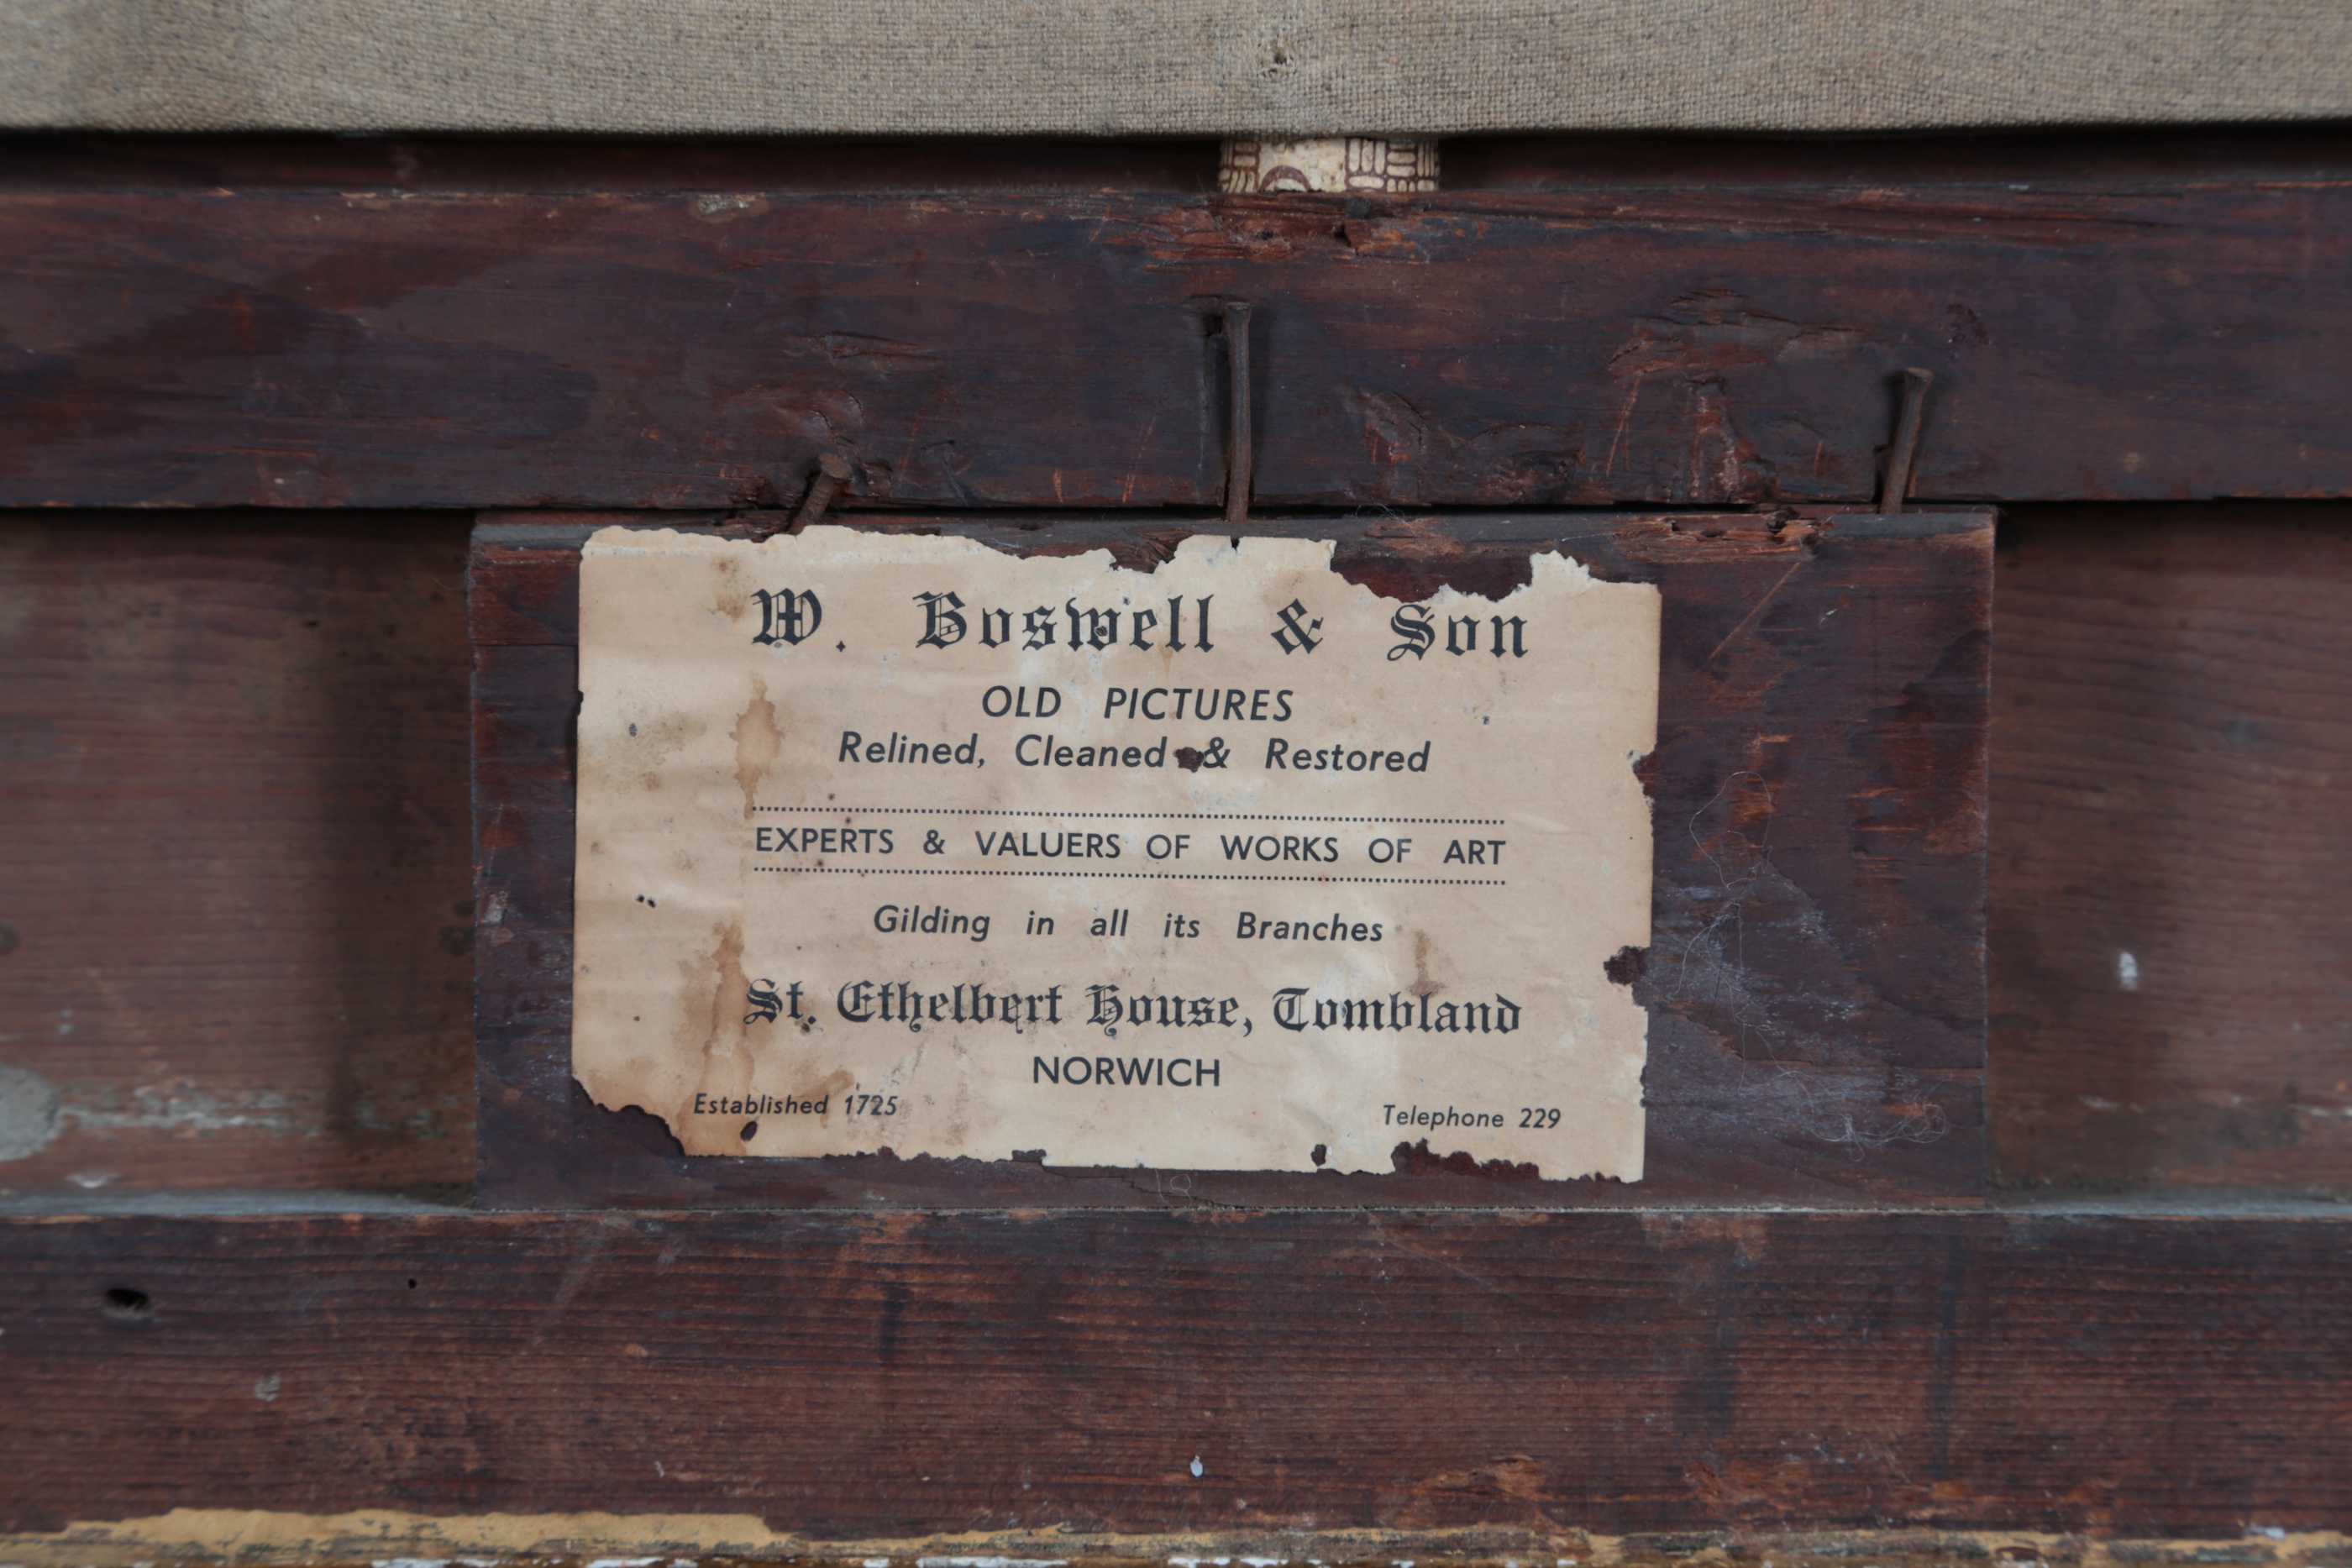 W. Boswell & Son
OLD PICTURES
Relined, Cleaned & Restored
EXPERTS & VALUERS OF WORKS OF ART
Gilding in all its Branches
St. Ethelbert House, Tombland
NORWICH
Established 1725
Telephone 229